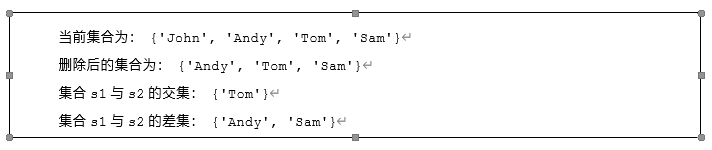 当前集合为： {'John', 'Andy', 'Tom', 'Sam'}↵
删除后的集合为： {'Andy', 'Tom', 'Sam'}↵
集合 s1 与 s2 的交集： {'Tom'}↵
集合 s1 与 s2 的差集： {'Andy', 'Sam'}↵